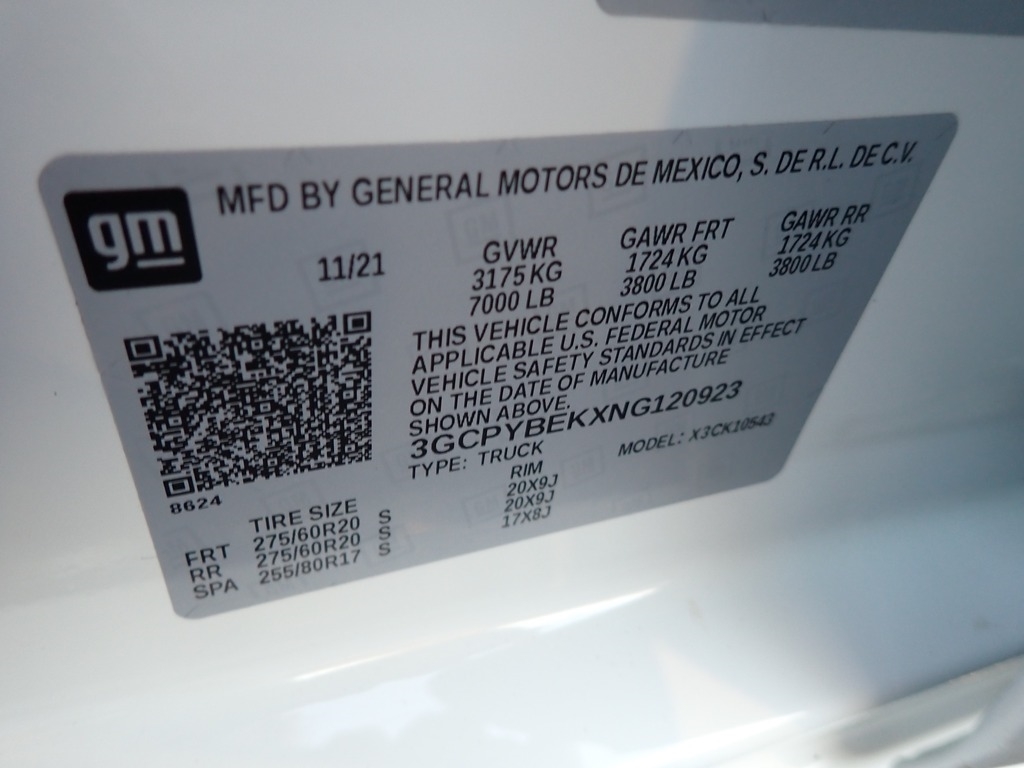 gm
MFD BY GENERAL MOTORS DE MEXICO, S. DE R.L. DE C.V.
11/21
GVWR GAWR FRT GAWR RR
3175 KG 1724 KG 1724 KG
7000 LB 3800 LB 3800 LB
THIS VEHICLE CONFORMS TO ALL
APPLICABLE U.S. FEDERAL MOTOR
VEHICLE SAFETY STANDARDS IN EFFECT
ON THE DATE OF MANUFACTURE
SHOWN ABOVE.
3GCPYBEKXNG120923
TYPE: TRUCK MODEL: X3CK10543
8624
TIRE SIZE RIM
FRT 275/60R20 S 20X9J
RR 275/60R20 S 20X9J
SPA 255/80R17 S 17X8J